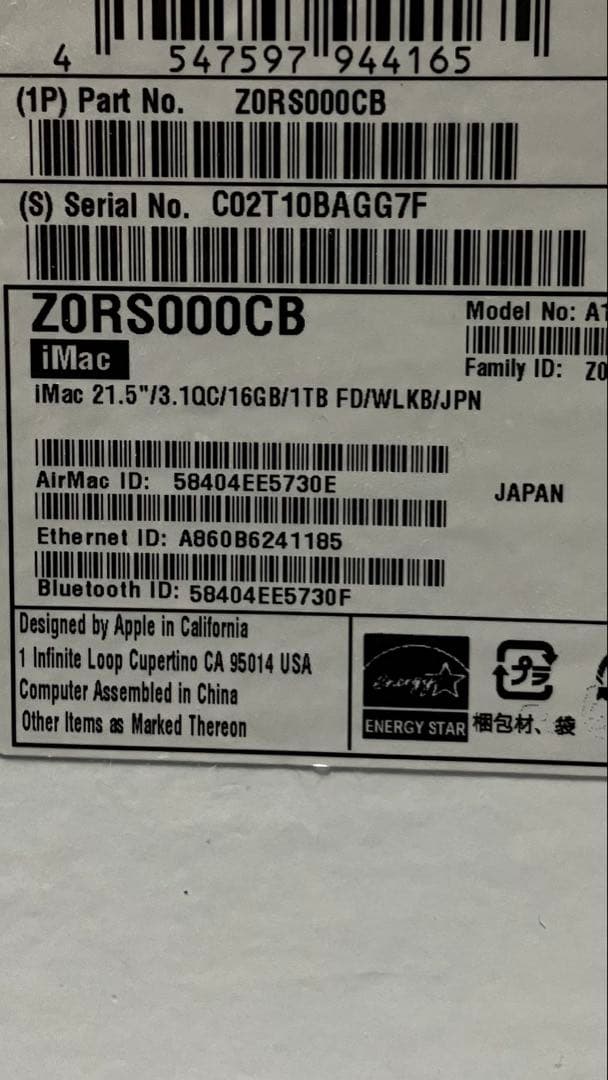 4 547597 944165
(1P) Part No. Z0RS000CB
(S) Serial No. C02T10BAGG7F
Z0RS000CB
Model No: A1
iMac
Family ID: Z0
iMac 21.5"/3.1QC/16GB/1TB FD/WLKB/JPN
AirMac ID: 58404EE5730E
JAPAN
Ethernet ID: A860B6241185
Bluetooth ID: 58404EE5730F
Designed by Apple in California
1 Infinite Loop Cupertino CA 95014 USA
Computer Assembled in China
Other Items as Marked Thereon
energy
ENERGY STAR
プラ
梱包材、袋